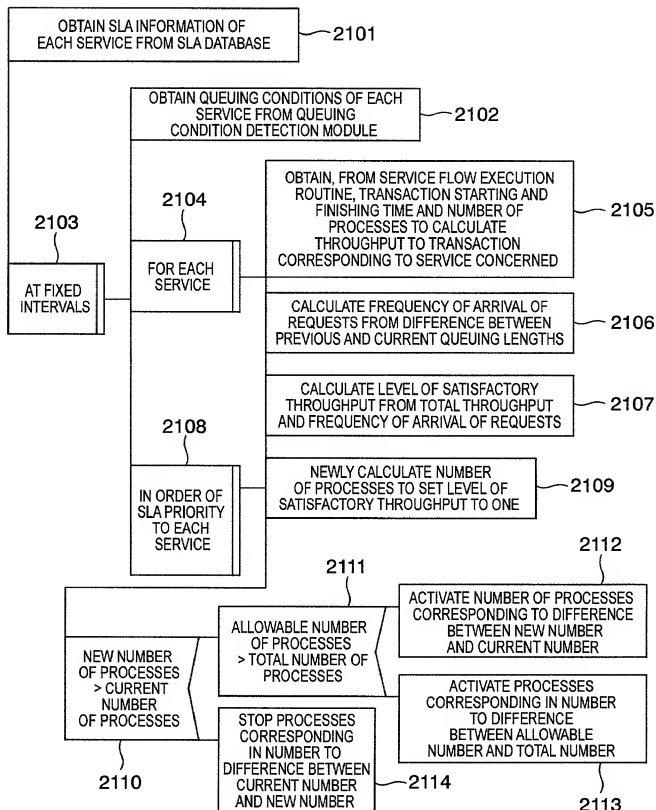 OBTAIN SLA INFORMATION OF
EACH SERVICE FROM SLA DATABASE
2101
OBTAIN QUEUING CONDITIONS OF EACH
SERVICE FROM QUEUING
CONDITION DETECTION MODULE
2102
2103
AT FIXED
INTERVALS
2104
FOR EACH
SERVICE
OBTAIN, FROM SERVICE FLOW EXECUTION
ROUTINE, TRANSACTION STARTING AND
FINISHING TIME AND NUMBER OF
PROCESSES TO CALCULATE
THROUGHPUT TO TRANSACTION
CORRESPONDING TO SERVICE CONCERNED
2105
CALCULATE FREQUENCY OF ARRIVAL OF
REQUESTS FROM DIFFERENCE BETWEEN
PREVIOUS AND CURRENT QUEUING LENGTHS
2106
CALCULATE LEVEL OF SATISFACTORY
THROUGHPUT FROM TOTAL THROUGHPUT
AND FREQUENCY OF ARRIVAL OF REQUESTS
2107
2108
IN ORDER OF
SLA PRIORITY
TO EACH
SERVICE
NEWLY CALCULATE NUMBER
OF PROCESSES TO SET LEVEL OF
SATISFACTORY THROUGHPUT TO ONE
2109
NEW NUMBER
OF PROCESSES
> CURRENT
NUMBER
OF PROCESSES
2110
2111
ALLOWABLE NUMBER
OF PROCESSES
> TOTAL NUMBER OF
PROCESSES
2112
ACTIVATE NUMBER OF PROCESSES
CORRESPONDING TO DIFFERENCE
BETWEEN NEW NUMBER
AND CURRENT NUMBER
ACTIVATE PROCESSES
CORRESPONDING IN NUMBER
TO DIFFERENCE
BETWEEN ALLOWABLE
NUMBER AND TOTAL NUMBER
2113
STOP PROCESSES
CORRESPONDING
IN NUMBER TO
DIFFERENCE BETWEEN
CURRENT NUMBER
AND NEW NUMBER
2114